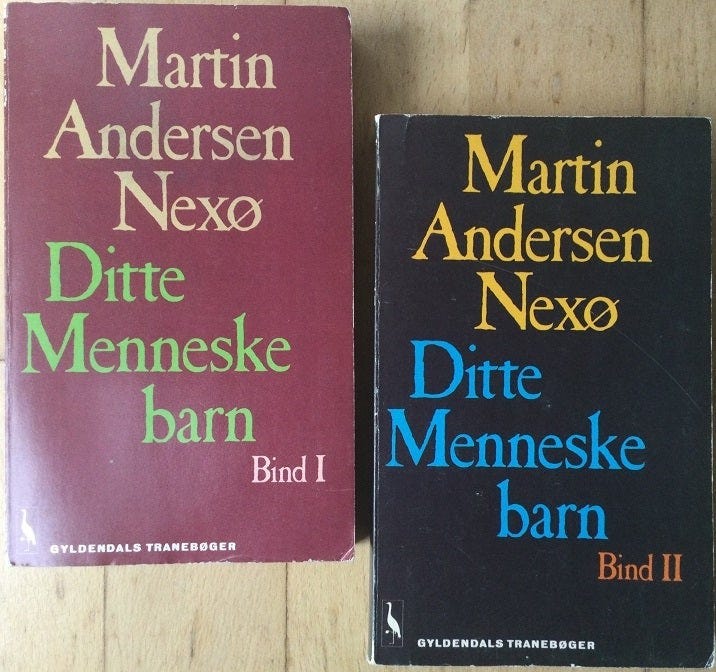 Martin
Andersen
Nexø
Ditte
Menneske
barn
Bind I
GYLDENDALS TRANEBØGER
Martin
Andersen
Nexø
Ditte
Menneske
barn
Bind II
GYLDENDALS TRANEBØGER